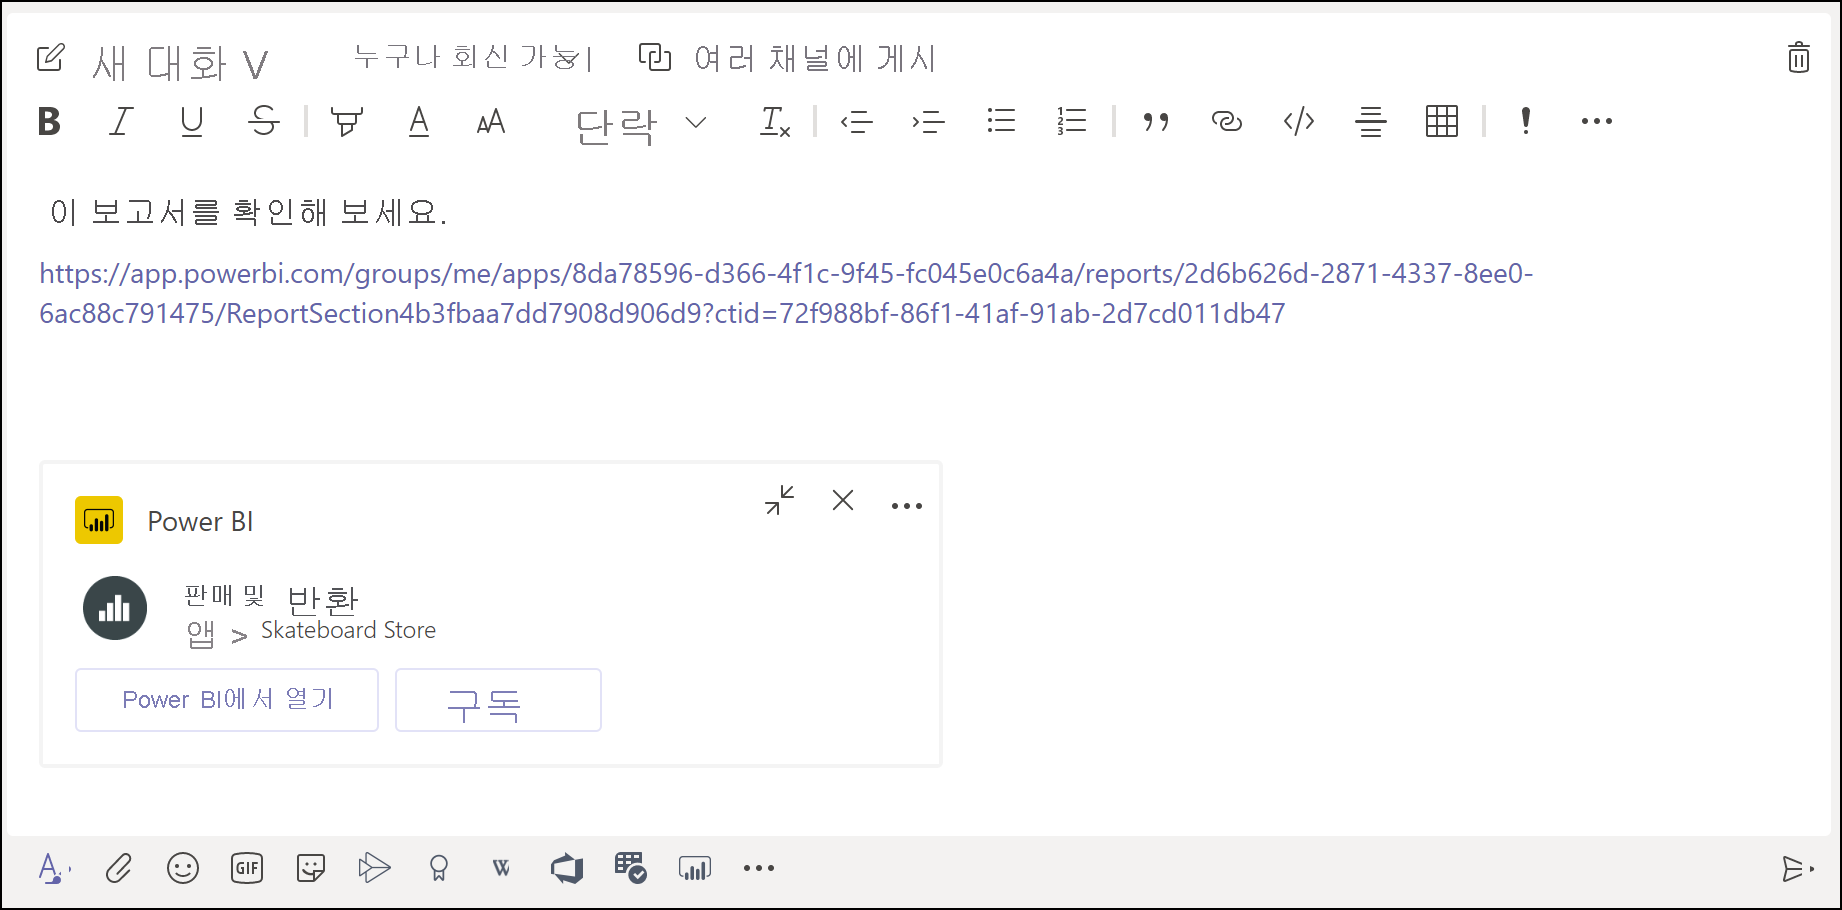 새 대화 V 누구나 회신 가능 여러 채널에 게시
B I U S A AA 단락
이 보고서를 확인해 보세요.
https://app.powerbi.com/groups/me/apps/8da78596-d366-4f1c-9f45-fc045e0c6a4a/reports/2d6b626d-2871-4337-8ee0-
6ac88c791475/ReportSection4b3fbaa7dd7908d906d9?ctid=72f988bf-86f1-41af-91ab-2d7cd011db47
Power BI
판매 및 반환
앱 > Skateboard Store
Power BI에서 열기 구독
GIF